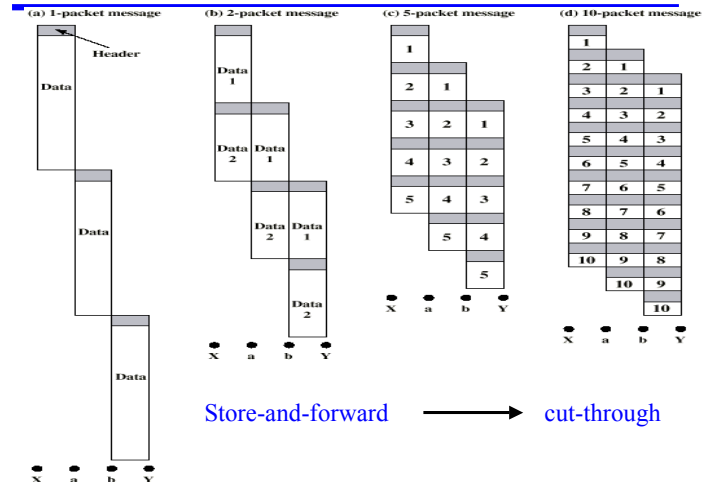 (a) 1-packet message
(b) 2-packet message
(c) 5-packet message
(d) 10-packet message
Header
Data
Data
Data
X a b Y
Data 1
Data 2 Data 1
Data 2 Data 1
Data 2
X a b Y
1
2 1
3 2 1
4 3 2
5 4 3
5 4
5
X a b Y
1
2 1
3 2 1
4 3 2
5 4 3
6 5 4
7 6 5
8 7 6
9 8 7
10 9 8
10 9
10
X a b Y
Store-and-forward cut-through